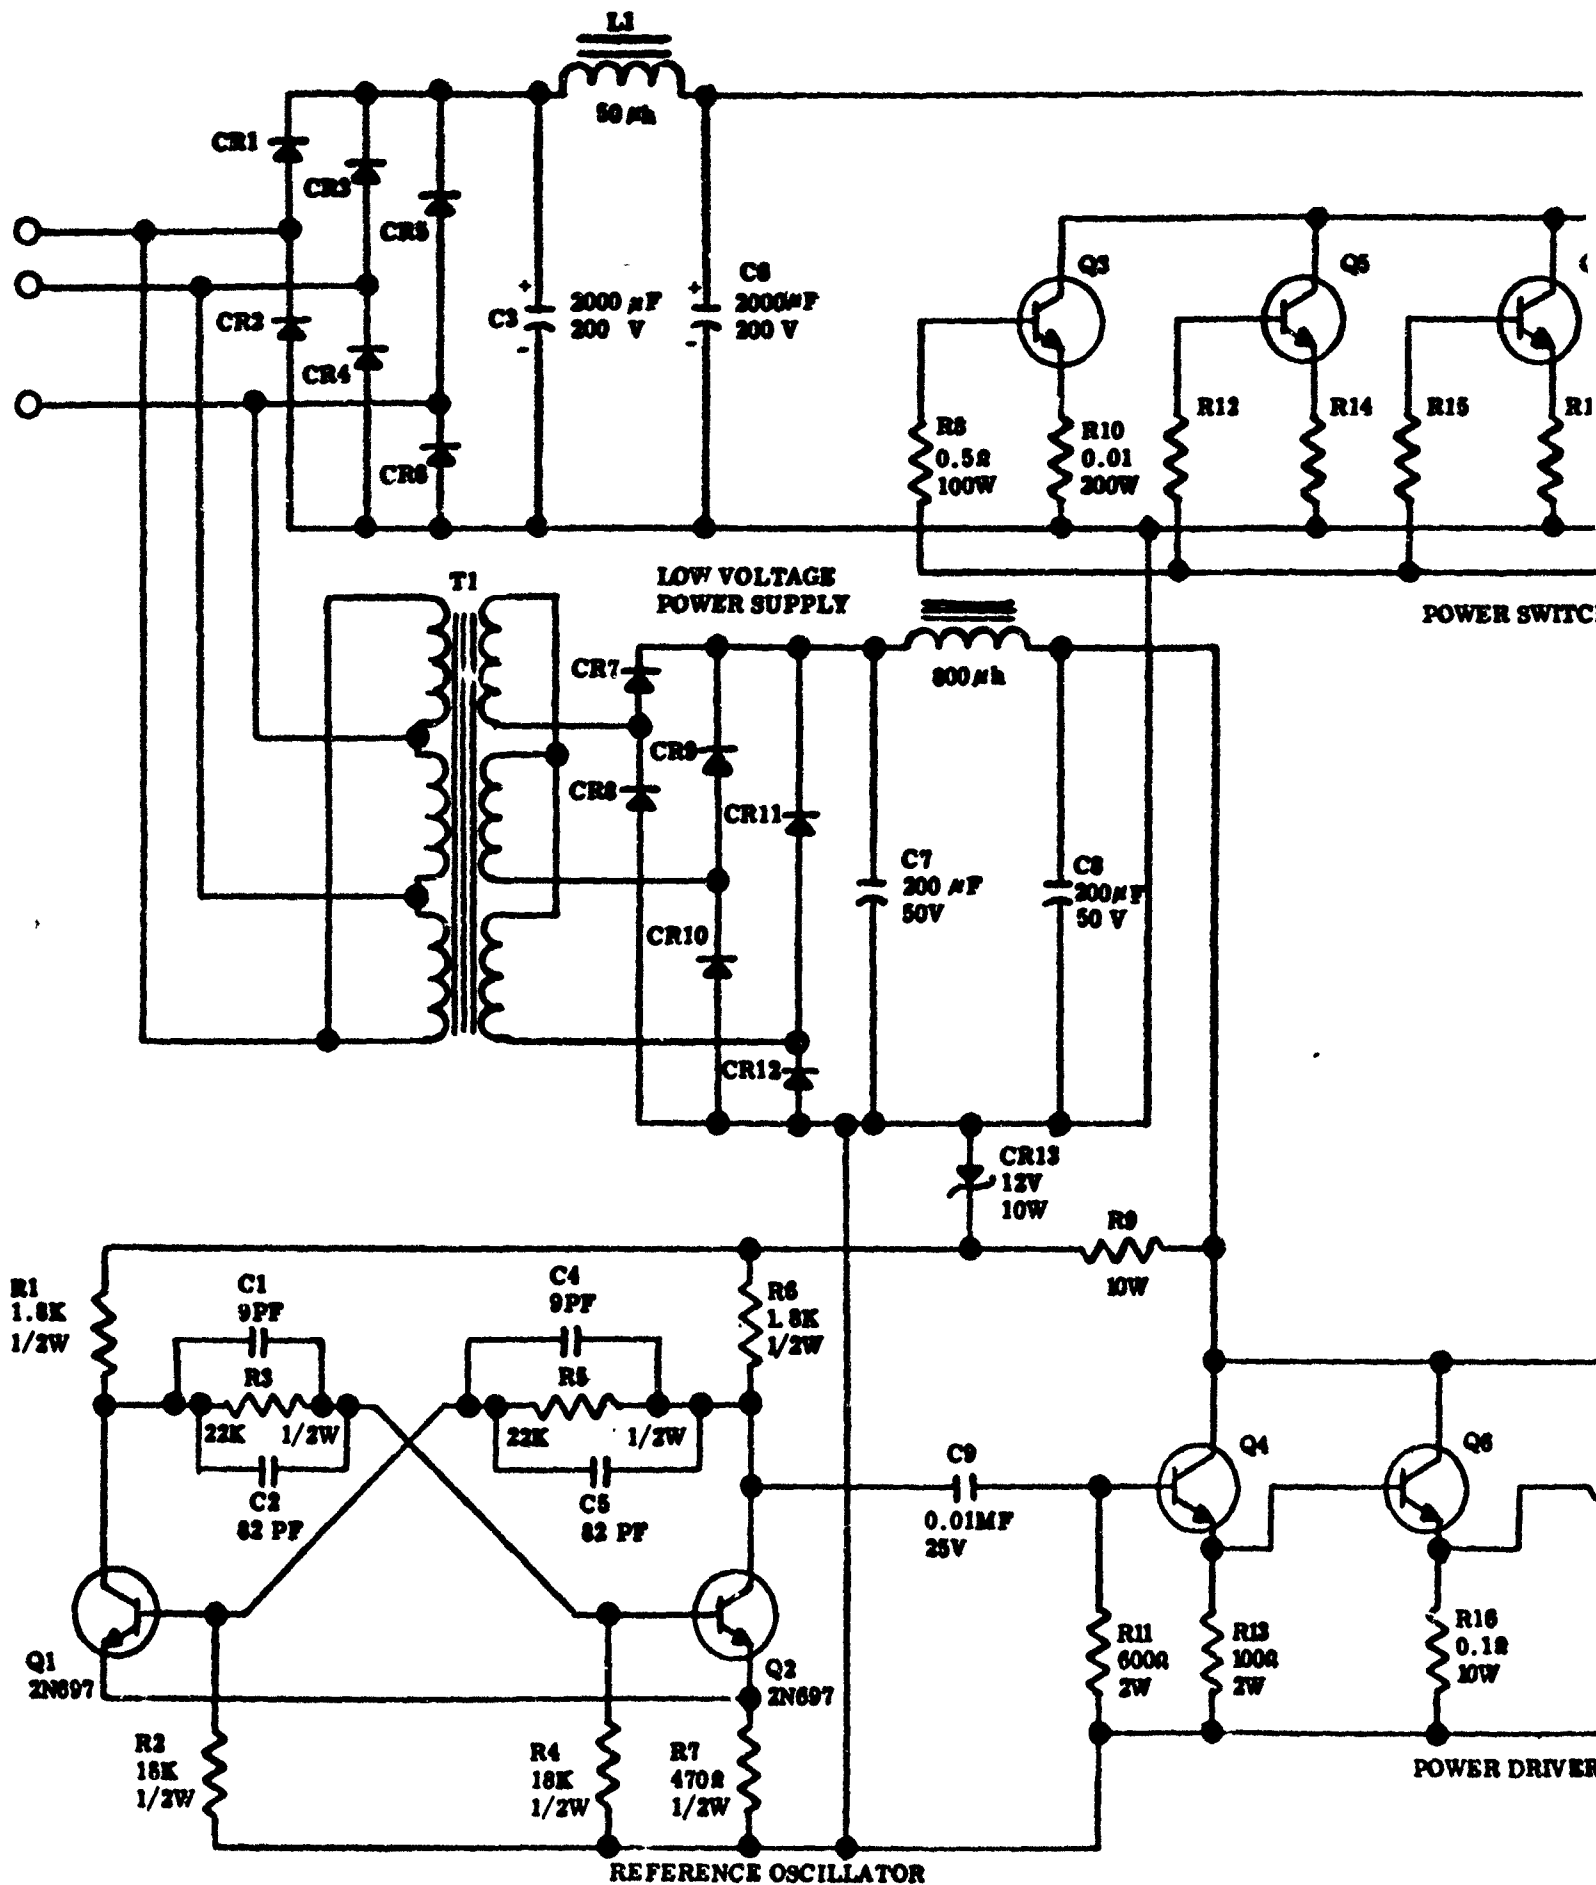 L1
50 μh
CR1
CR3
CR5
CR2
CR4
CR6
C3
+
2000 μF
200 V
-
C6
+
2000μF
200 V
-
Q3
Q5
R8
0.5Ω
100W
R10
0.01
200W
R12
R14
R15
POWER SWITC
T1
LOW VOLTAGE
POWER SUPPLY
800 μh
CR7
CR8
CR9
CR10
CR11
CR12
C7
200 μF
50V
C8
200μF
50 V
CR13
12V
10W
R9
10W
R1
1.8K
1/2W
C1
9PF
R3
22K 1/2W
C2
82 PF
C4
9PF
R5
22K 1/2W
C5
82 PF
R6
1.8K
1/2W
C9
0.01MF
25V
Q4
Q6
Q1
2N697
Q2
2N697
R2
18K
1/2W
R4
18K
1/2W
R7
470Ω
1/2W
R11
600Ω
2W
R13
100Ω
2W
R16
0.1Ω
10W
POWER DRIVER
REFERENCE OSCILLATOR